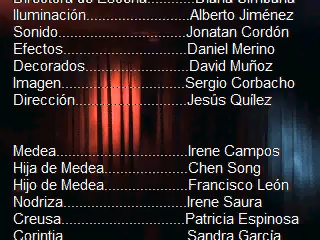 Iluminación........................Alberto Jiménez
Sonido...............................Jonatan Cordón
Efectos..............................Daniel Merino
Decorados.........................David Muñoz
Imagen..............................Sergio Corbacho
Dirección...........................Jesús Quílez
Medea................................Irene Campos
Hija de Medea....................Chen Song
Hijo de Medea....................Francisco León
Nodriza..............................Irene Saura
Creusa..............................Patricia Espinosa
Corintia..............................Sandra García